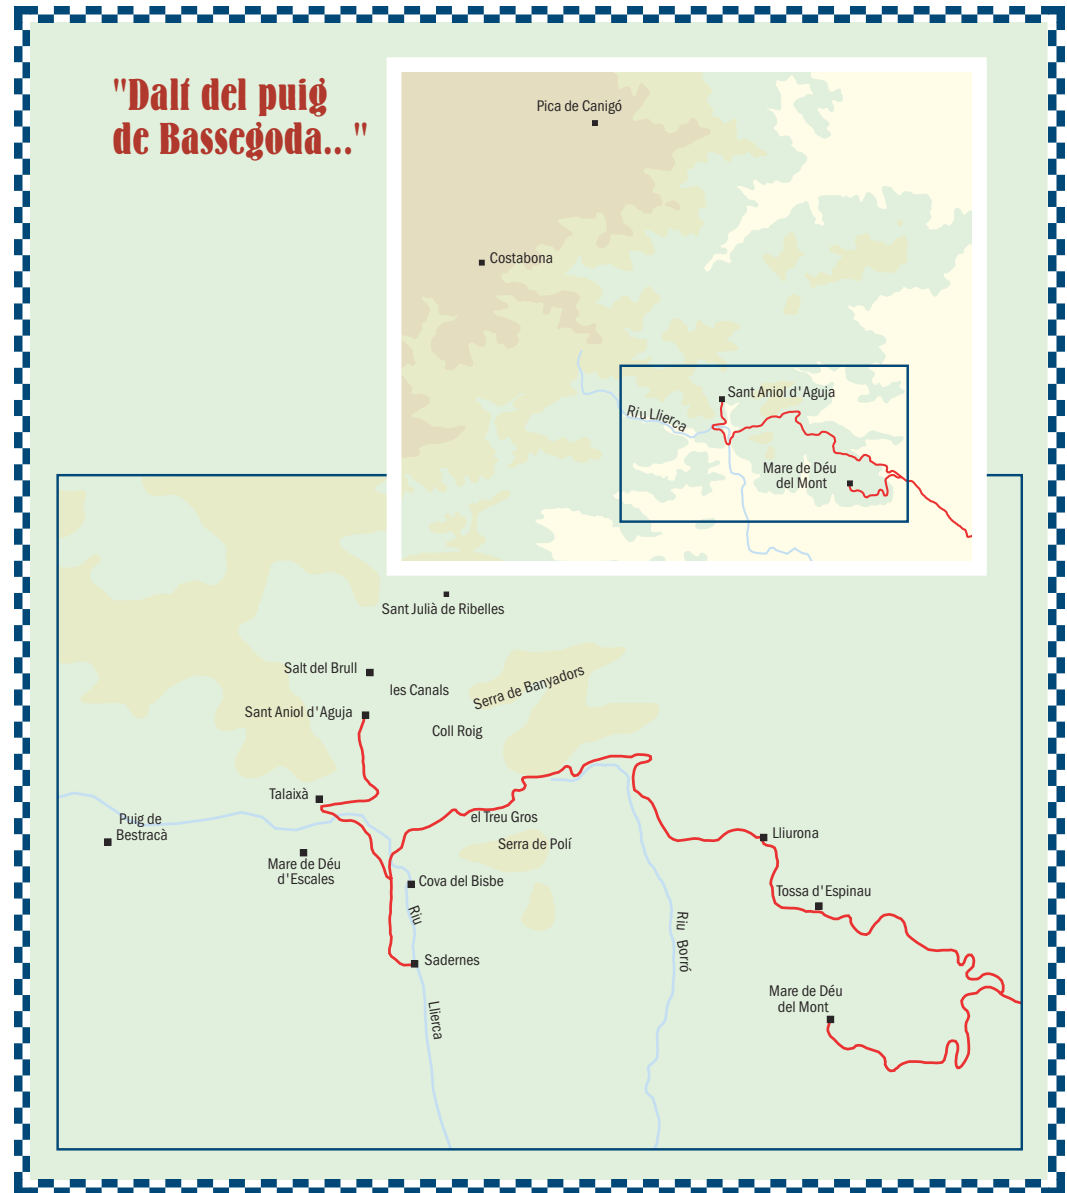 "Dalt del puig
de Bassegoda..."
Pica de Canigó
Costabona
Sant Aniol d'Aguja
Riu Llierca
Mare de Déu
del Mont
Sant Julià de Ribelles
Salt del Brull
les Canals
Serra de Banyadors
Sant Aniol d'Aguja
Coll Roig
Talaixà
Puig de
Bestracà
el Treu Gros
Lliurona
Serra de Polí
Mare de Déu
d'Escales
Cova del Bisbe
Tossa d'Espinau
Riu
Riu Borró
Sadernes
Mare de Déu
del Mont
Llierca